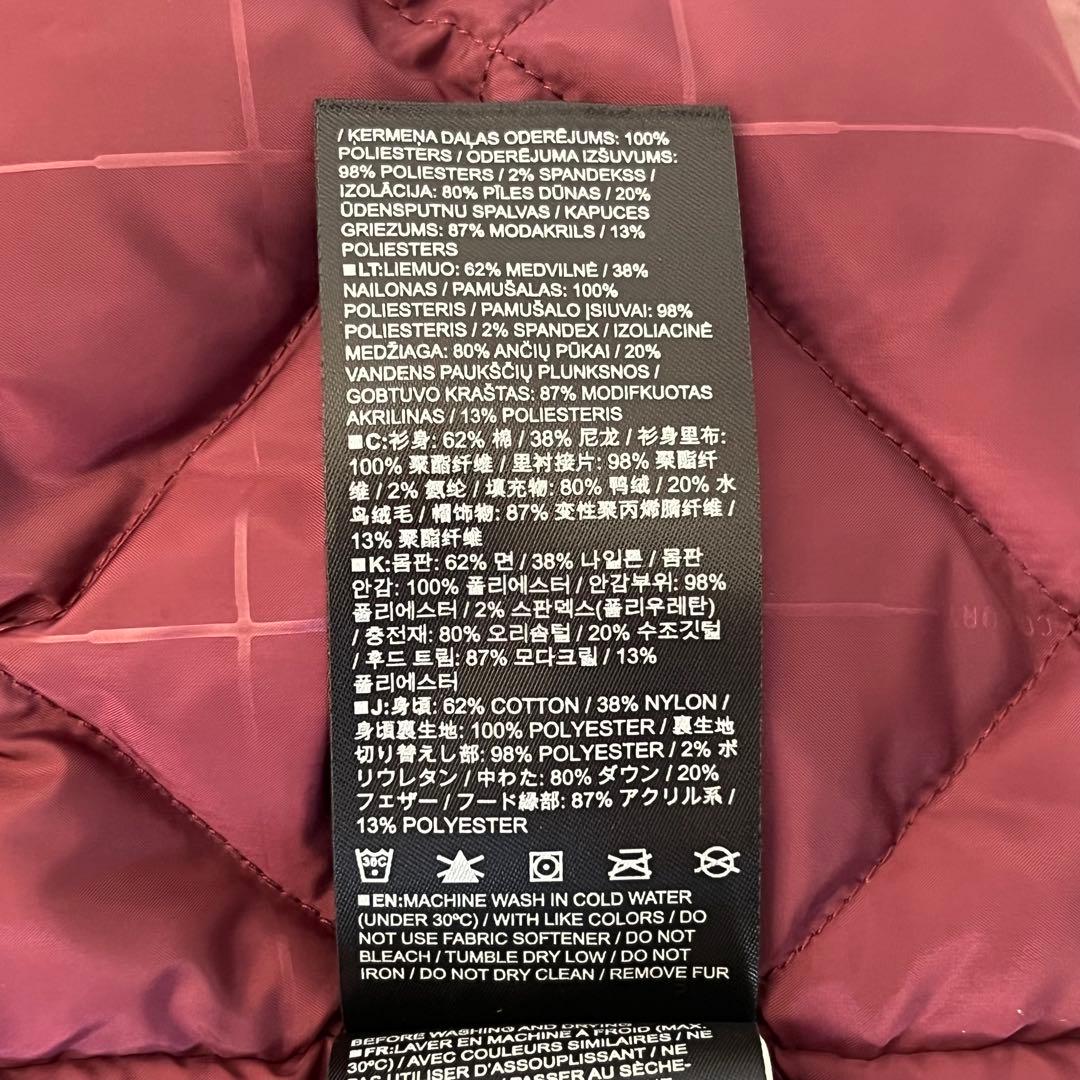 / ĶERMEŅA DAĻAS ODERĒJUMS: 100%
POLIESTERS / ODERĒJUMA IZŠUVUMS:
98% POLIESTERS / 2% SPANDEKSS /
IZOLĀCIJA: 80% PĪLES DŪNAS / 20%
ŪDENSPUTNU SPALVAS / KAPUCES
GRIEZUMS: 87% MODAKRILS / 13%
POLIESTERS
■LT:LIEMUO: 62% MEDVILNĖ / 38%
NAILONAS / PAMUŠALAS: 100%
POLIESTERIS / PAMUŠALO ĮSIUVAI: 98%
POLIESTERIS / 2% SPANDEX / IZOLIACINĖ
MEDŽIAGA: 80% ANČIŲ PŪKAI / 20%
VANDENS PAUKŠČIŲ PLUNKSNOS /
GOBTUVO KRAŠTAS: 87% MODIFKUOTAS
AKRILINAS / 13% POLIESTERIS
■C:衫身: 62% 棉 / 38% 尼龙 / 衫身里布:
100% 聚酯纤维 / 里衬接片: 98% 聚酯纤
维 / 2% 氨纶 / 填充物: 80% 鸭绒 / 20% 水
鸟绒毛 / 帽饰物: 87% 变性聚丙烯腈纤维 /
13% 聚酯纤维
■K:몸판: 62% 면 / 38% 나일론 / 몸판
안감: 100% 폴리에스터 / 안감부위: 98%
폴리에스터 / 2% 스판덱스(폴리우레탄)
/ 충전재: 80% 오리솜털 / 20% 수조깃털
/ 후드 트림: 87% 모다크릴 / 13%
폴리에스터
■J:身頃: 62% COTTON / 38% NYLON /
身頃裏生地: 100% POLYESTER / 裏生地
切り替えし部: 98% POLYESTER / 2% ポ
リウレタン / 中わた: 80% ダウン / 20%
フェザー / フード縁部: 87% アクリル系 /
13% POLYESTER
30C
■EN:MACHINE WASH IN COLD WATER
(UNDER 30ºC) / WITH LIKE COLORS / DO
NOT USE FABRIC SOFTENER / DO NOT
BLEACH / TUMBLE DRY LOW / DO NOT
IRON / DO NOT DRY CLEAN / REMOVE FUR
BEFORE WASHING AND DRYING
■FR:LAVER EN MACHINE À FROID (MAX.
30ºC) / AVEC COULEURS SIMILAIRES / NE
PAS UTILISER D'ASSOUPLISSANT / NE
/ PASSER AU SÈCHE-